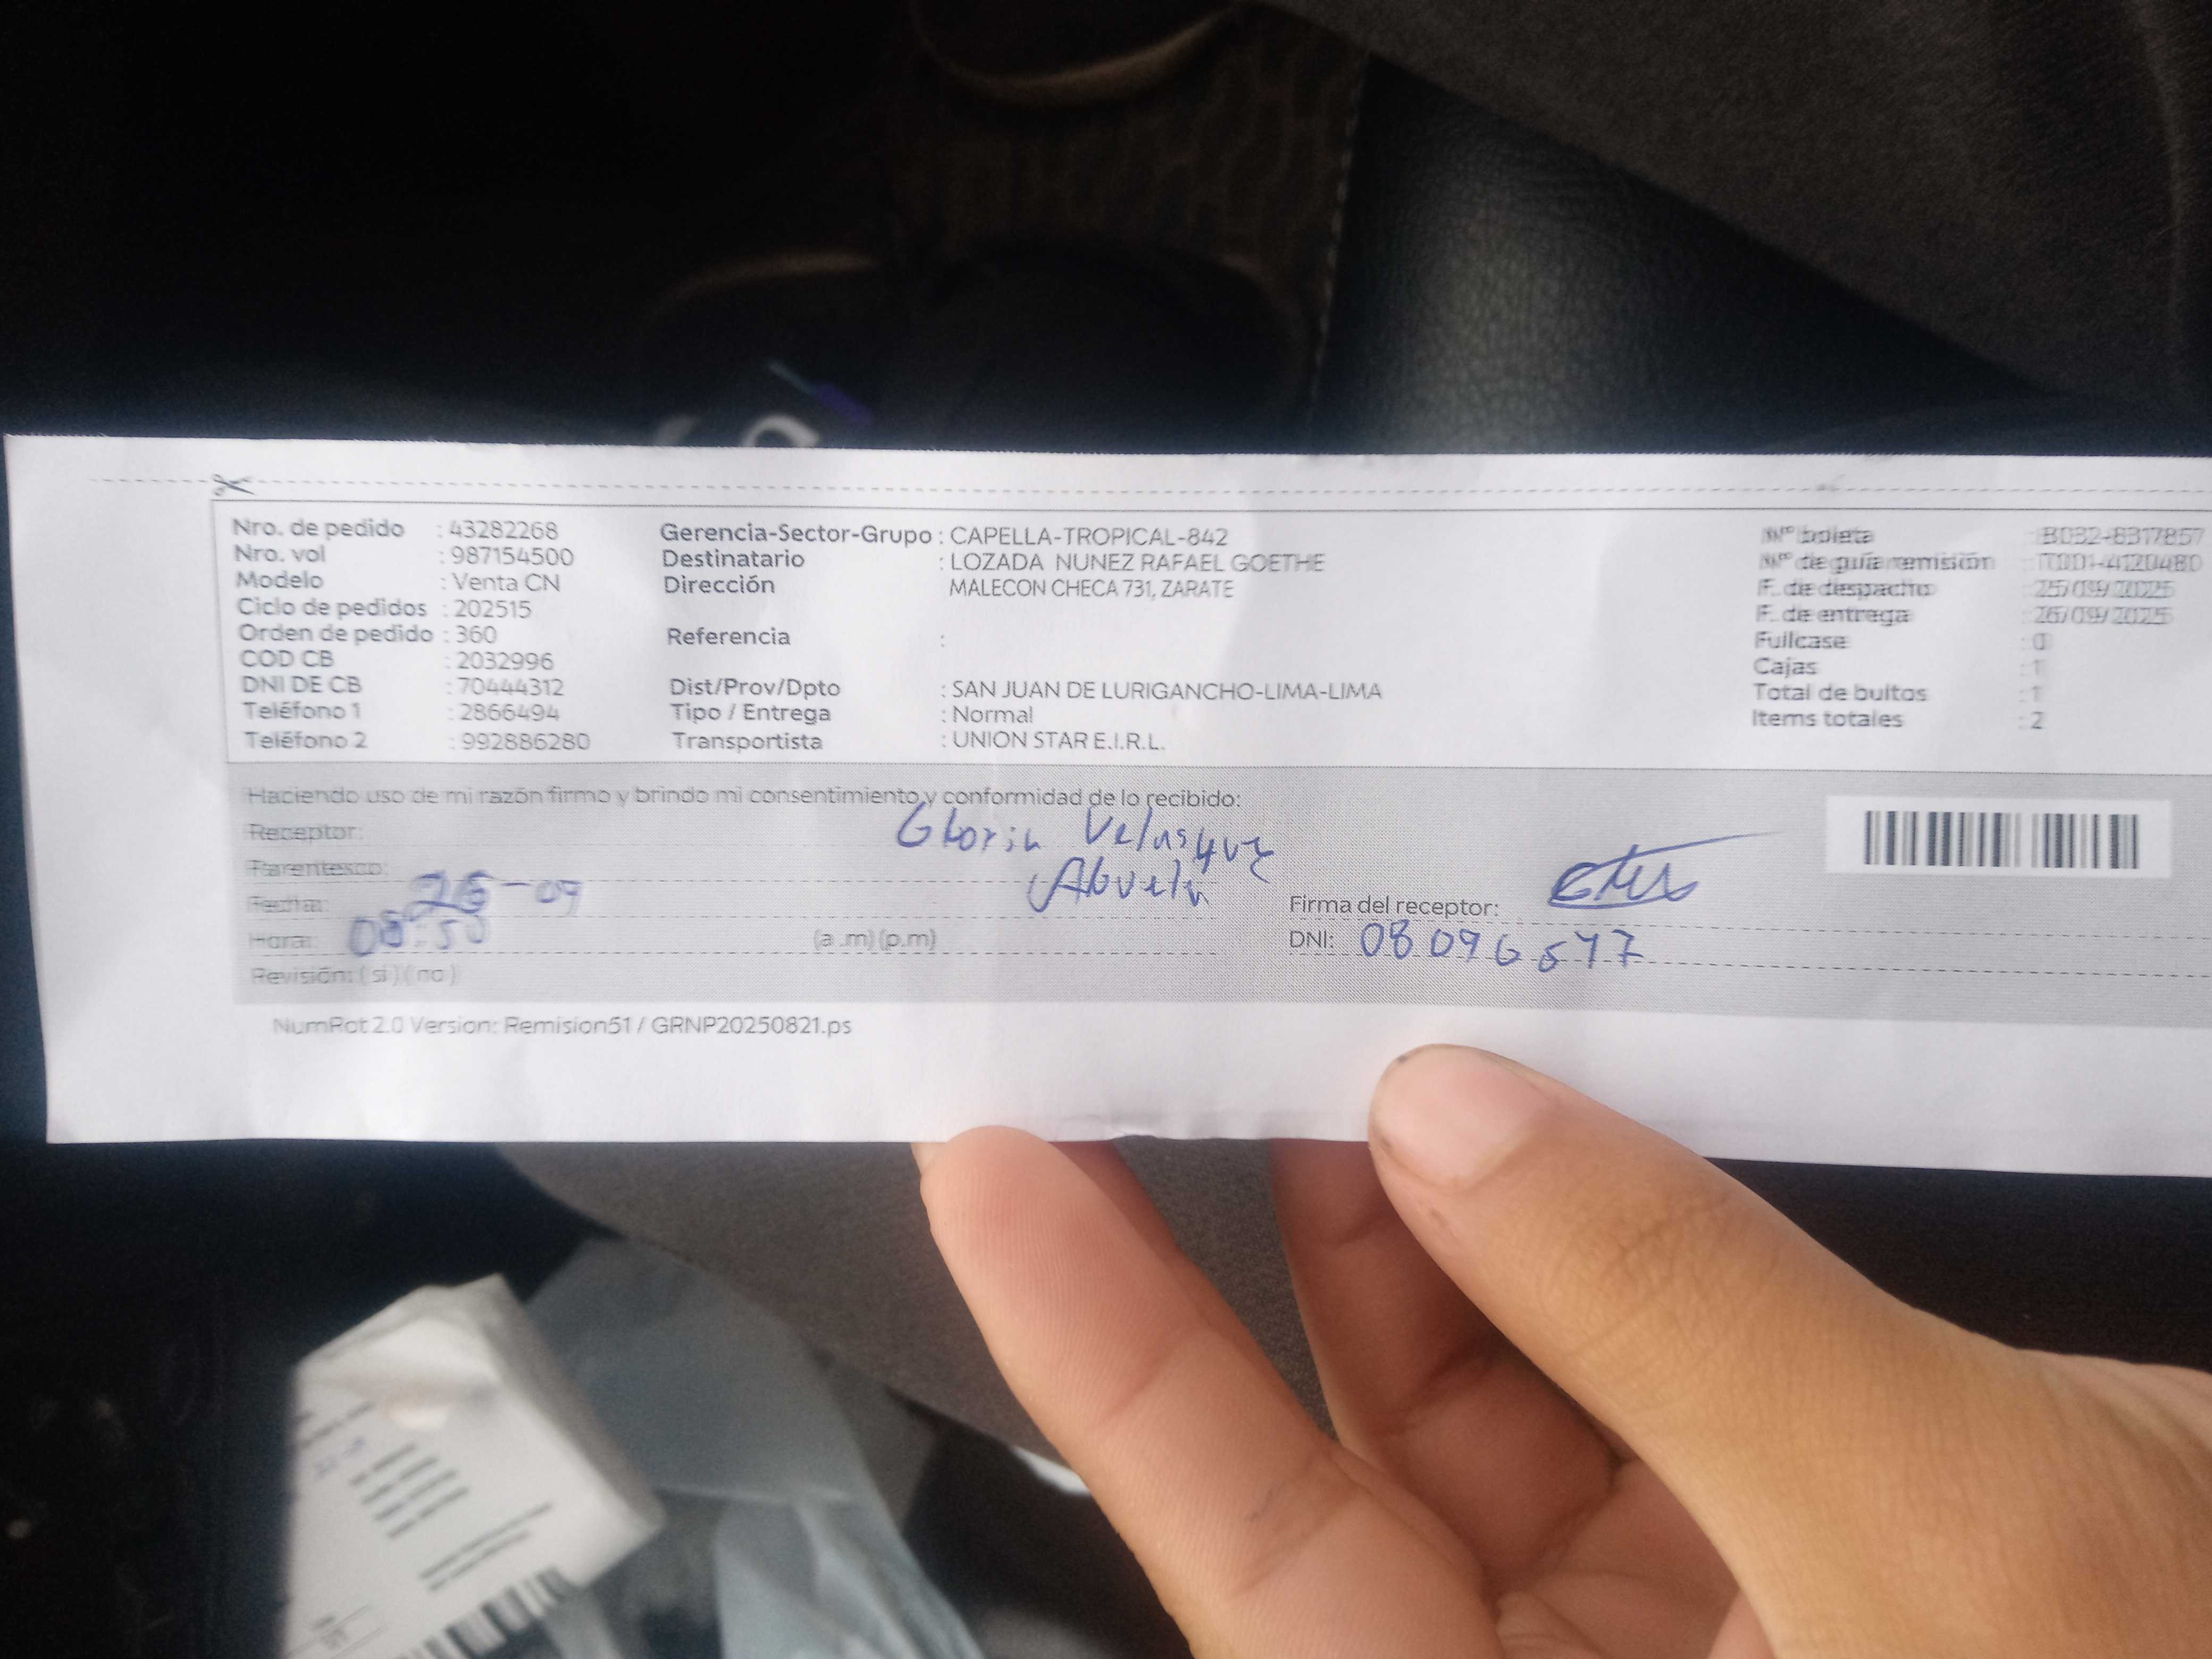 Nro. de pedido : 43282268
Nro. vol : 987154500
Modelo : Venta CN
Ciclo de pedidos : 202515
Orden de pedido : 360
COD CB : 2032996
DNI DE CB : 70444312
Teléfono 1 : 2866494
Teléfono 2 : 992886280
Gerencia-Sector-Grupo : CAPELLA-TROPICAL-842
Destinatario : LOZADA NUNEZ RAFAEL GOETHE
Dirección MALECON CHECA 731, ZARATE
Referencia :
Dist/Prov/Dpto : SAN JUAN DE LURIGANCHO-LIMA-LIMA
Tipo / Entrega : Normal
Transportista : UNION STAR E.I.R.L.
Nº boleta : B032-8317857
Nº de guía remisión : T001-4120480
F. de despacho : 25/09/2025
F. de entrega : 26/09/2025
Fullcase : 0
Cajas : 1
Total de bultos : 1
Items totales : 2
Haciendo uso de mi razón firmo y brindo mi consentimiento y conformidad de lo recibido:
Receptor: Gloria Velasquez
Parentesco: Abuela
Fecha: 26-09
Hora: 08:50 (a .m) (p.m)
Revisión: ( si ) ( no )
Firma del receptor:
DNI: 08096577
NumRot 2.0 Version: Remision51 / GRNP20250821.ps